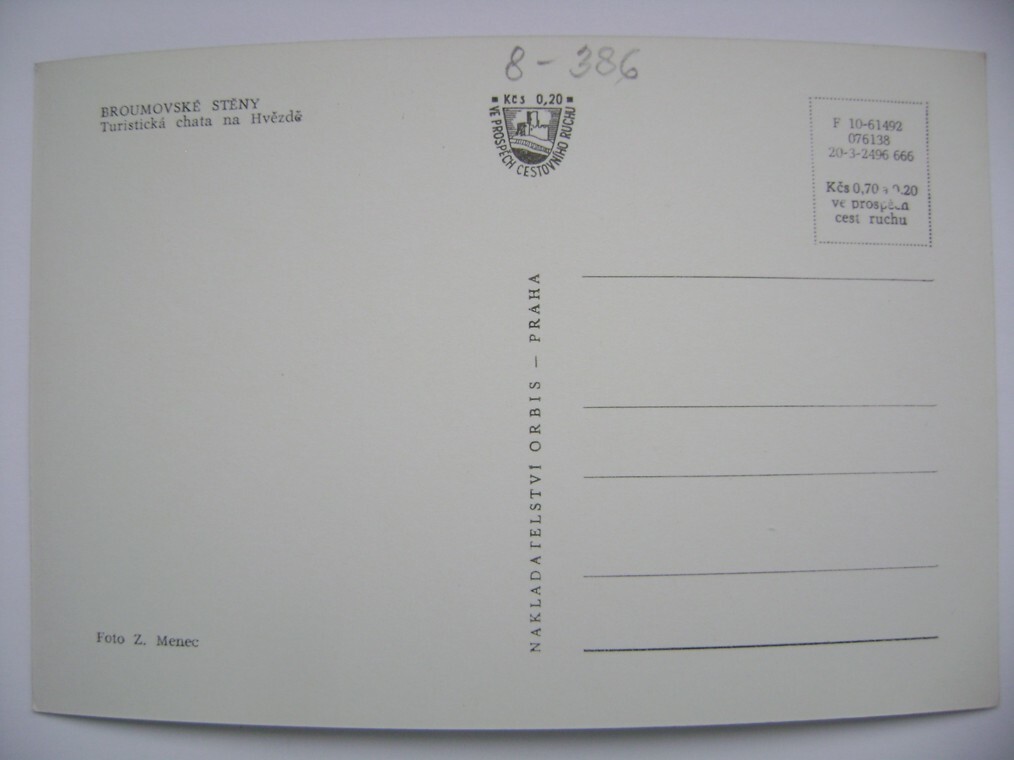 8 - 386
BROUMOVSKÉ STĚNY
Turistická chata na Hvězdě
Kčs 0,20
VE PROSPĚCH CESTOVNÍHO RUCHU
F 10-61492
076138
20-3-2496 666
Kčs 0,70 0.20
ve prospěch
cest ruchu
NAKLADATELSTVÍ ORBIS — PRAHA
Foto Z. Menec